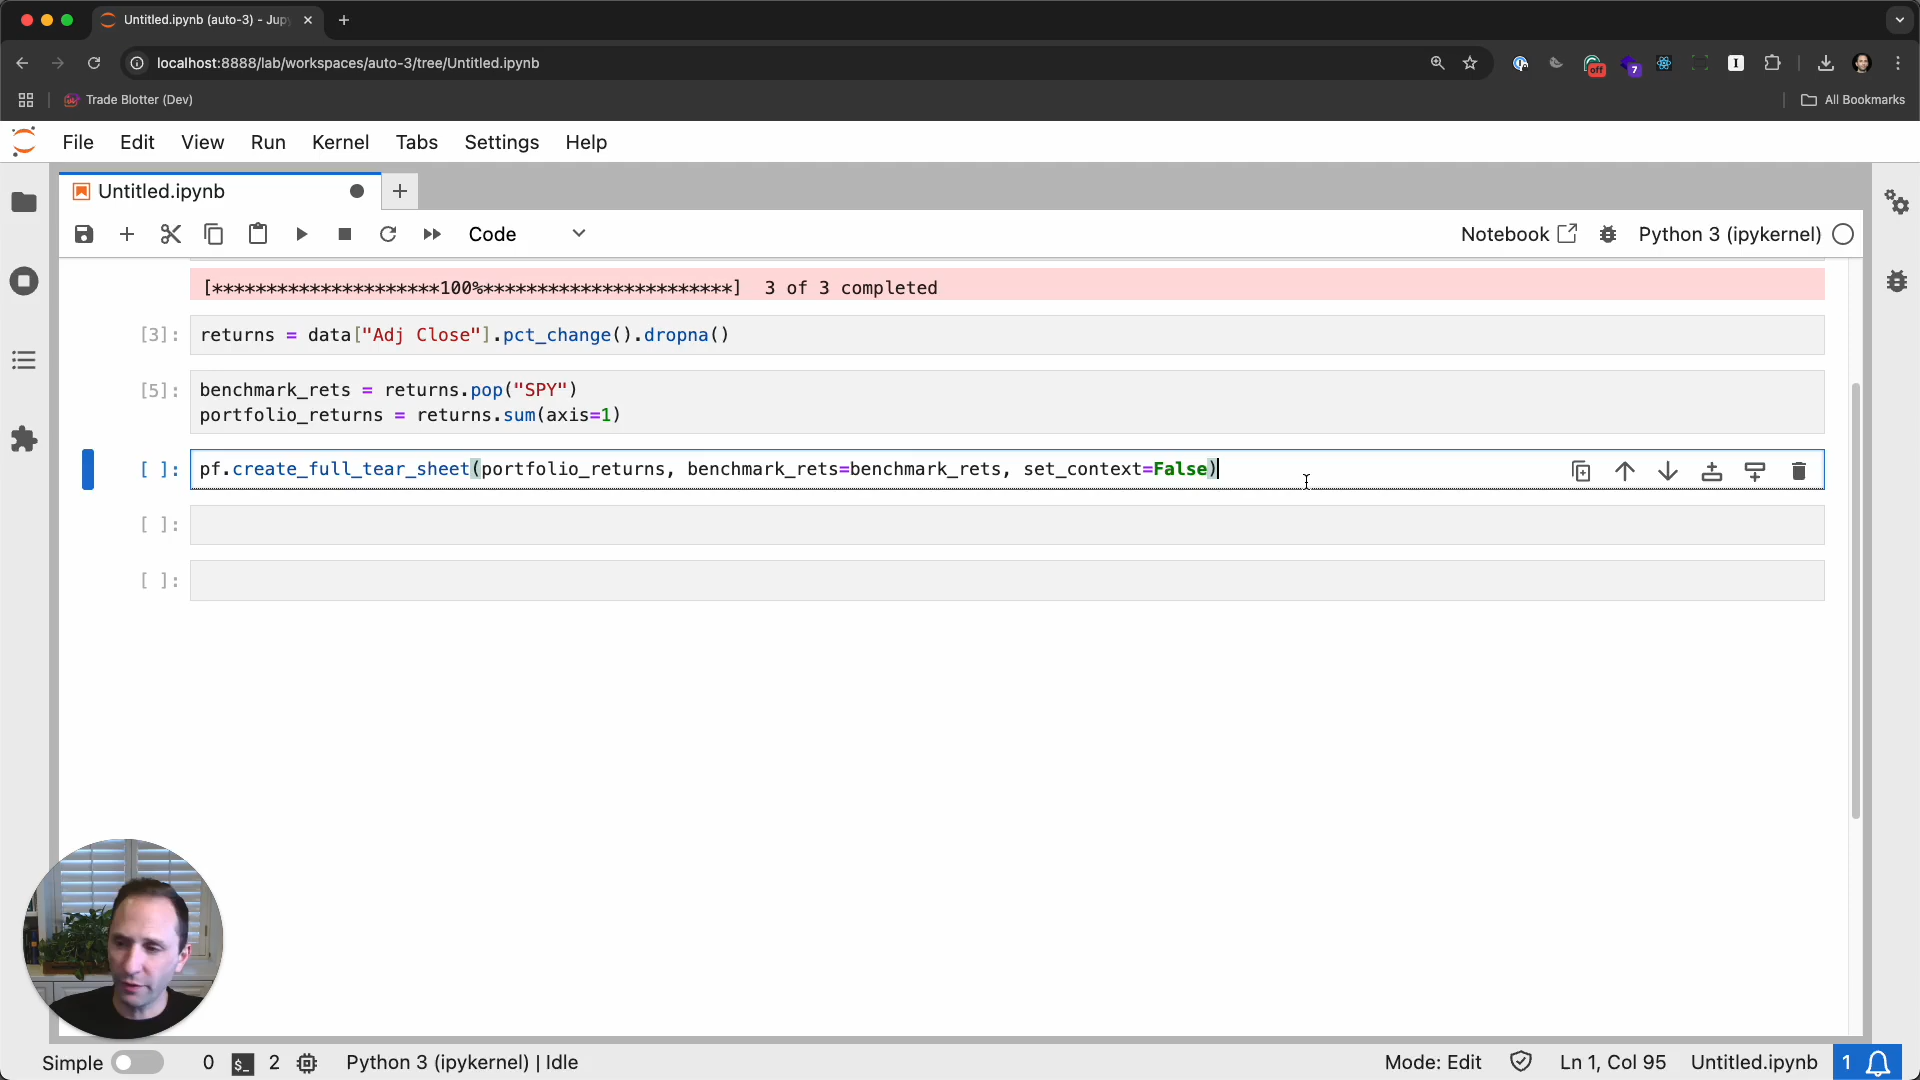 Untitled.ipynb (auto-3) - Jup
localhost:8888/lab/workspaces/auto-3/tree/Untitled.ipynb
off
7
Trade Blotter (Dev)
All Bookmarks
File Edit View Run Kernel Tabs Settings Help
Untitled.ipynb
Code
Notebook
Python 3 (ipykernel)
[*********************100%***********************]  3 of 3 completed
[3]: returns = data["Adj Close"].pct_change().dropna()
[5]: benchmark_rets = returns.pop("SPY")
portfolio_returns = returns.sum(axis=1)
[ ]: pf.create_full_tear_sheet(portfolio_returns, benchmark_rets=benchmark_rets, set_context=False)
[ ]:
[ ]:
Simple 0 $_ 2 Python 3 (ipykernel) | Idle Mode: Edit Ln 1, Col 95 Untitled.ipynb 1